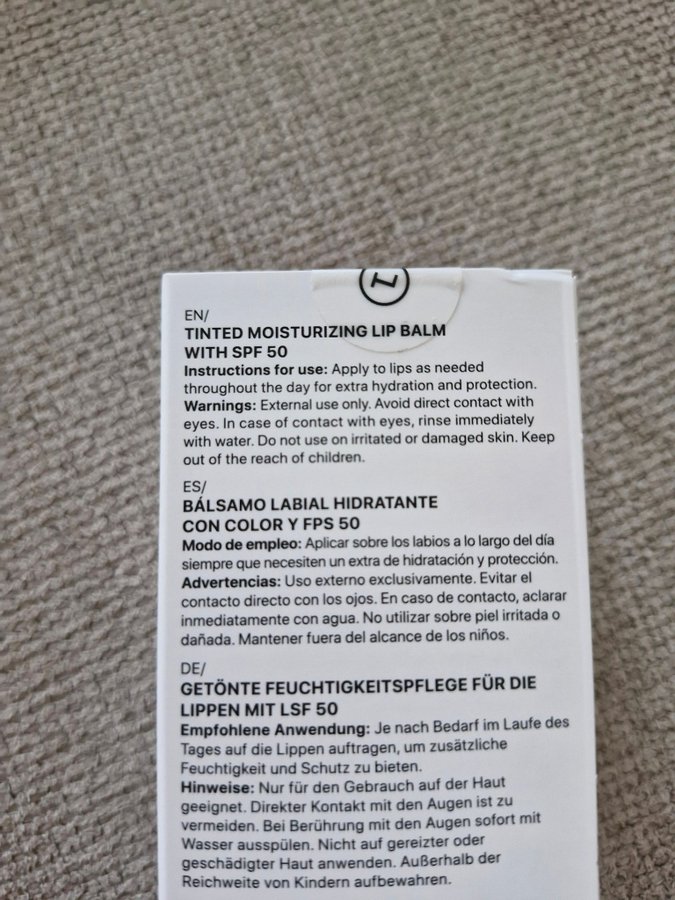 EN/
TINTED MOISTURIZING LIP BALM
WITH SPF 50
Instructions for use: Apply to lips as needed
throughout the day for extra hydration and protection.
Warnings: External use only. Avoid direct contact with
eyes. In case of contact with eyes, rinse immediately
with water. Do not use on irritated or damaged skin. Keep
out of the reach of children.
ES/
BÁLSAMO LABIAL HIDRATANTE
CON COLOR Y FPS 50
Modo de empleo: Aplicar sobre los labios a lo largo del día
siempre que necesiten un extra de hidratación y protección.
Advertencias: Uso externo exclusivamente. Evitar el
contacto directo con los ojos. En caso de contacto, aclarar
inmediatamente con agua. No utilizar sobre piel irritada o
dañada. Mantener fuera del alcance de los niños.
DE/
GETÖNTE FEUCHTIGKEITSPFLEGE FÜR DIE
LIPPEN MIT LSF 50
Empfohlene Anwendung: Je nach Bedarf im Laufe des
Tages auf die Lippen auftragen, um zusätzliche
Feuchtigkeit und Schutz zu bieten.
Hinweise: Nur für den Gebrauch auf der Haut
geeignet. Direkter Kontakt mit den Augen ist zu
vermeiden. Bei Berührung mit den Augen sofort mit
Wasser ausspülen. Nicht auf gereizter oder
geschädigter Haut anwenden. Außerhalb der
Reichweite von Kindern aufbewahren.